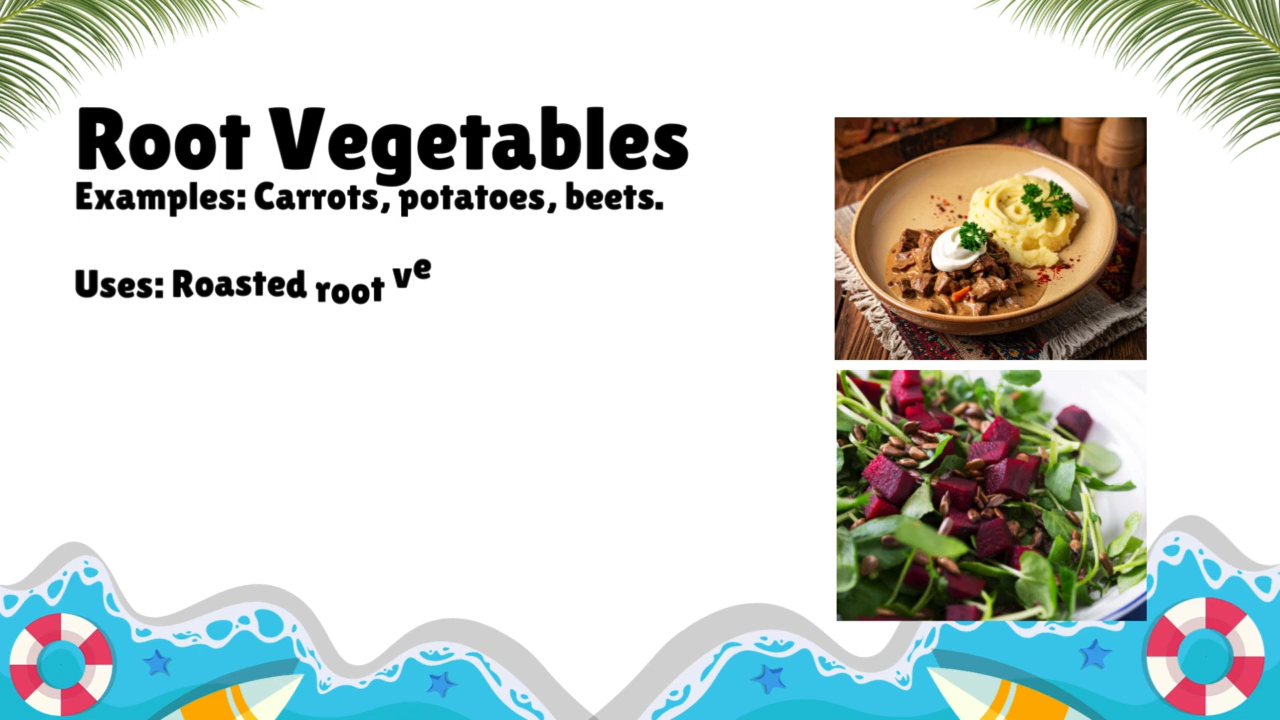 Root Vegetables
Examples: Carrots, potatoes, beets.
Uses: Roasted root ve